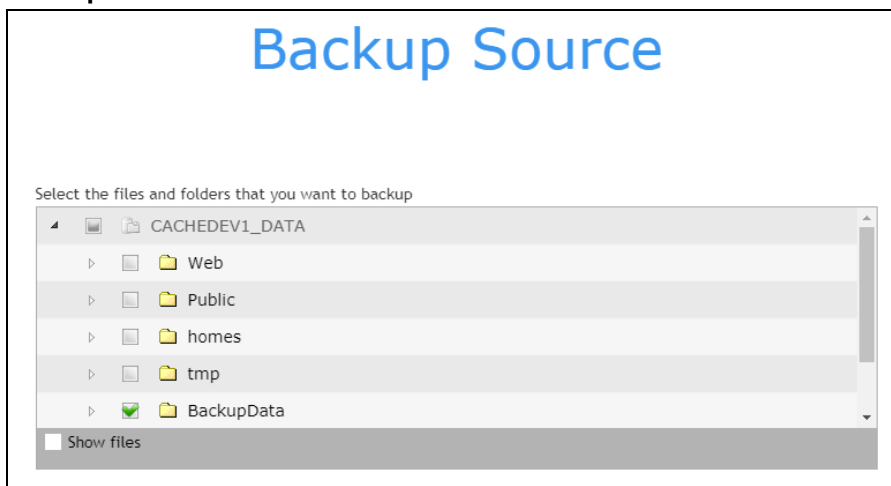 Backup Source
Select the files and folders that you want to backup
CACHEDEV1_DATA
Web
Public
homes
tmp
BackupData
Show files